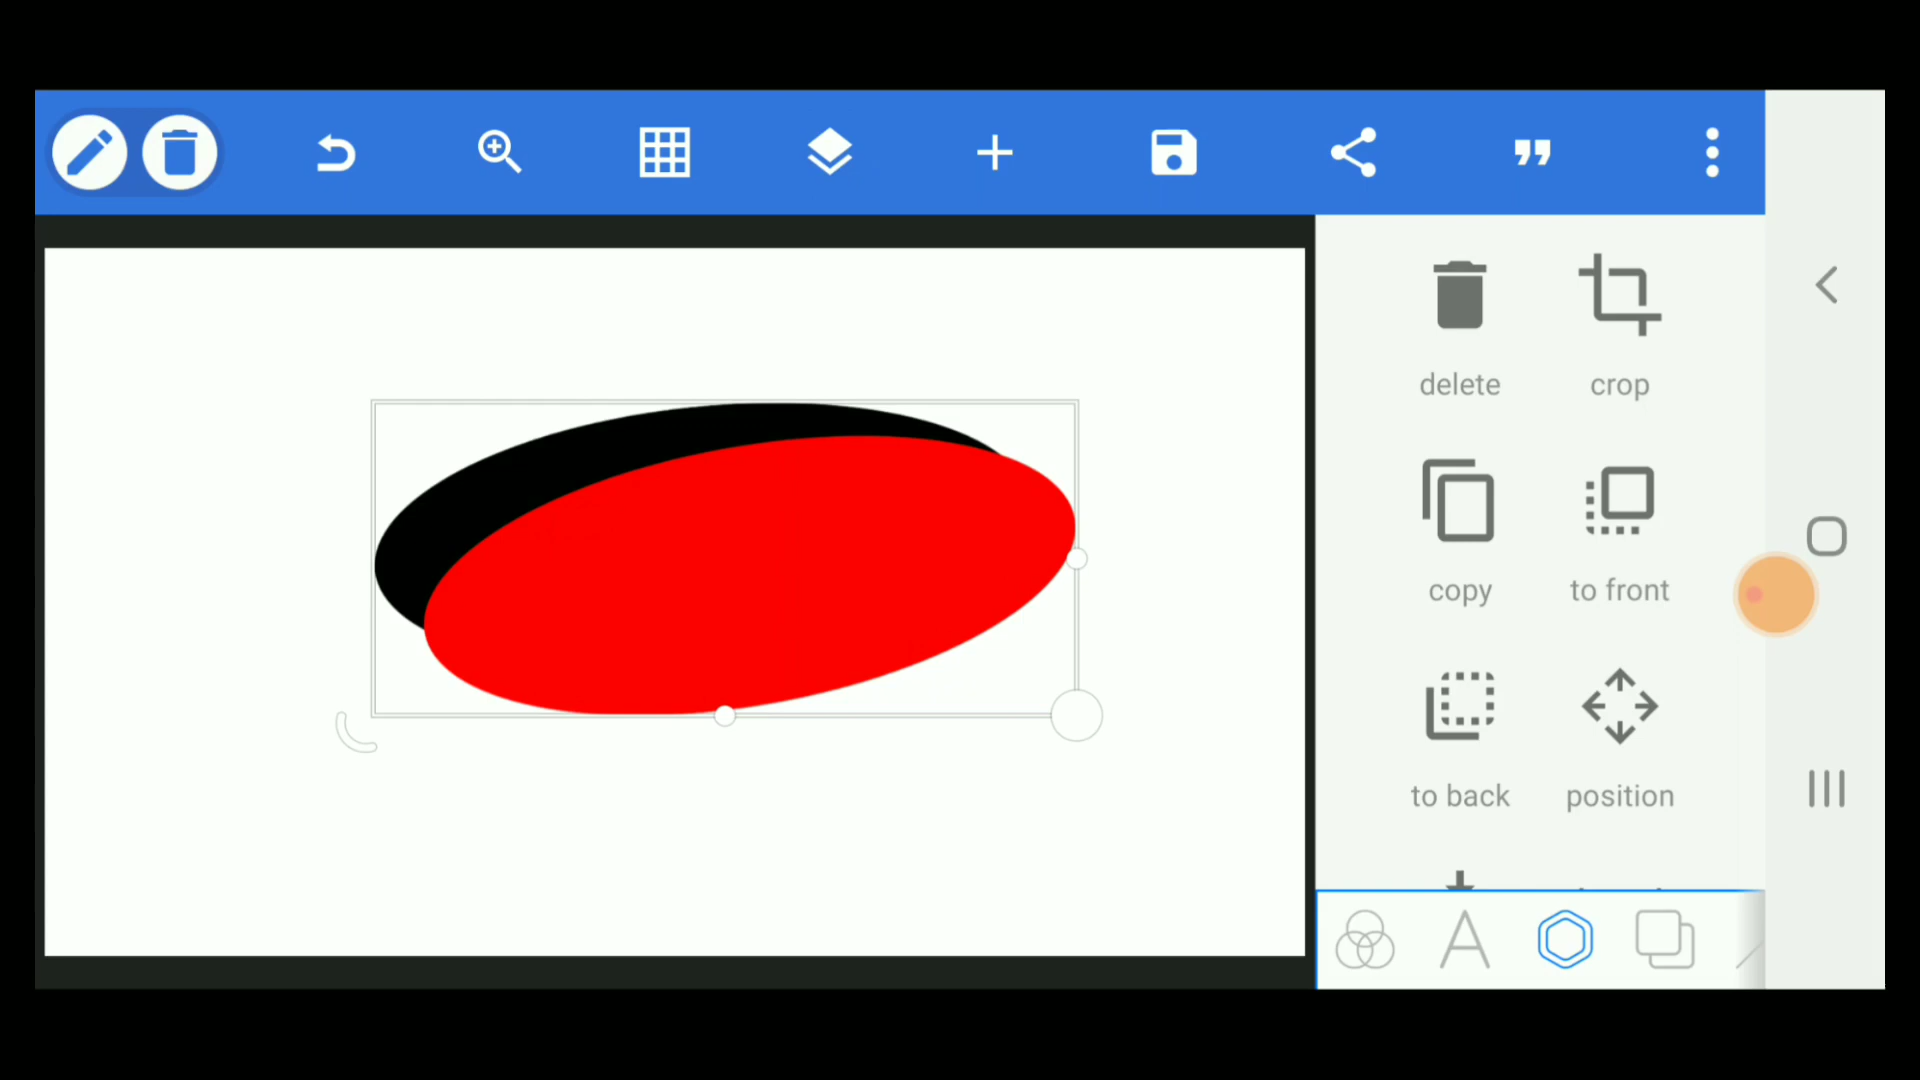 delete
crop
copy
to front
to back
position